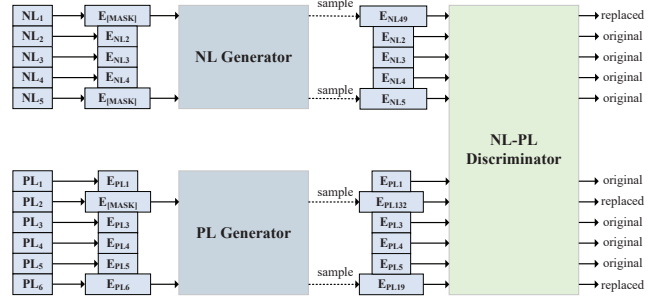 sample
NL1 E[MASK] ENL49 replaced
NL2 ENL2 ENL2 original
NL3 ENL3 NL Generator ENL3 original
NL4 ENL4 ENL4 original
sample
NL5 E[MASK] ENL5 original
NL-PL
Discriminator
PL1 EPL1 EPL1 original
sample
PL2 E[MASK] EPL132 replaced
PL3 EPL3 EPL3 original
PL Generator
PL4 EPL4 EPL4 original
PL5 EPL5 EPL5 original
sample
PL6 EPL6 EPL19 replaced